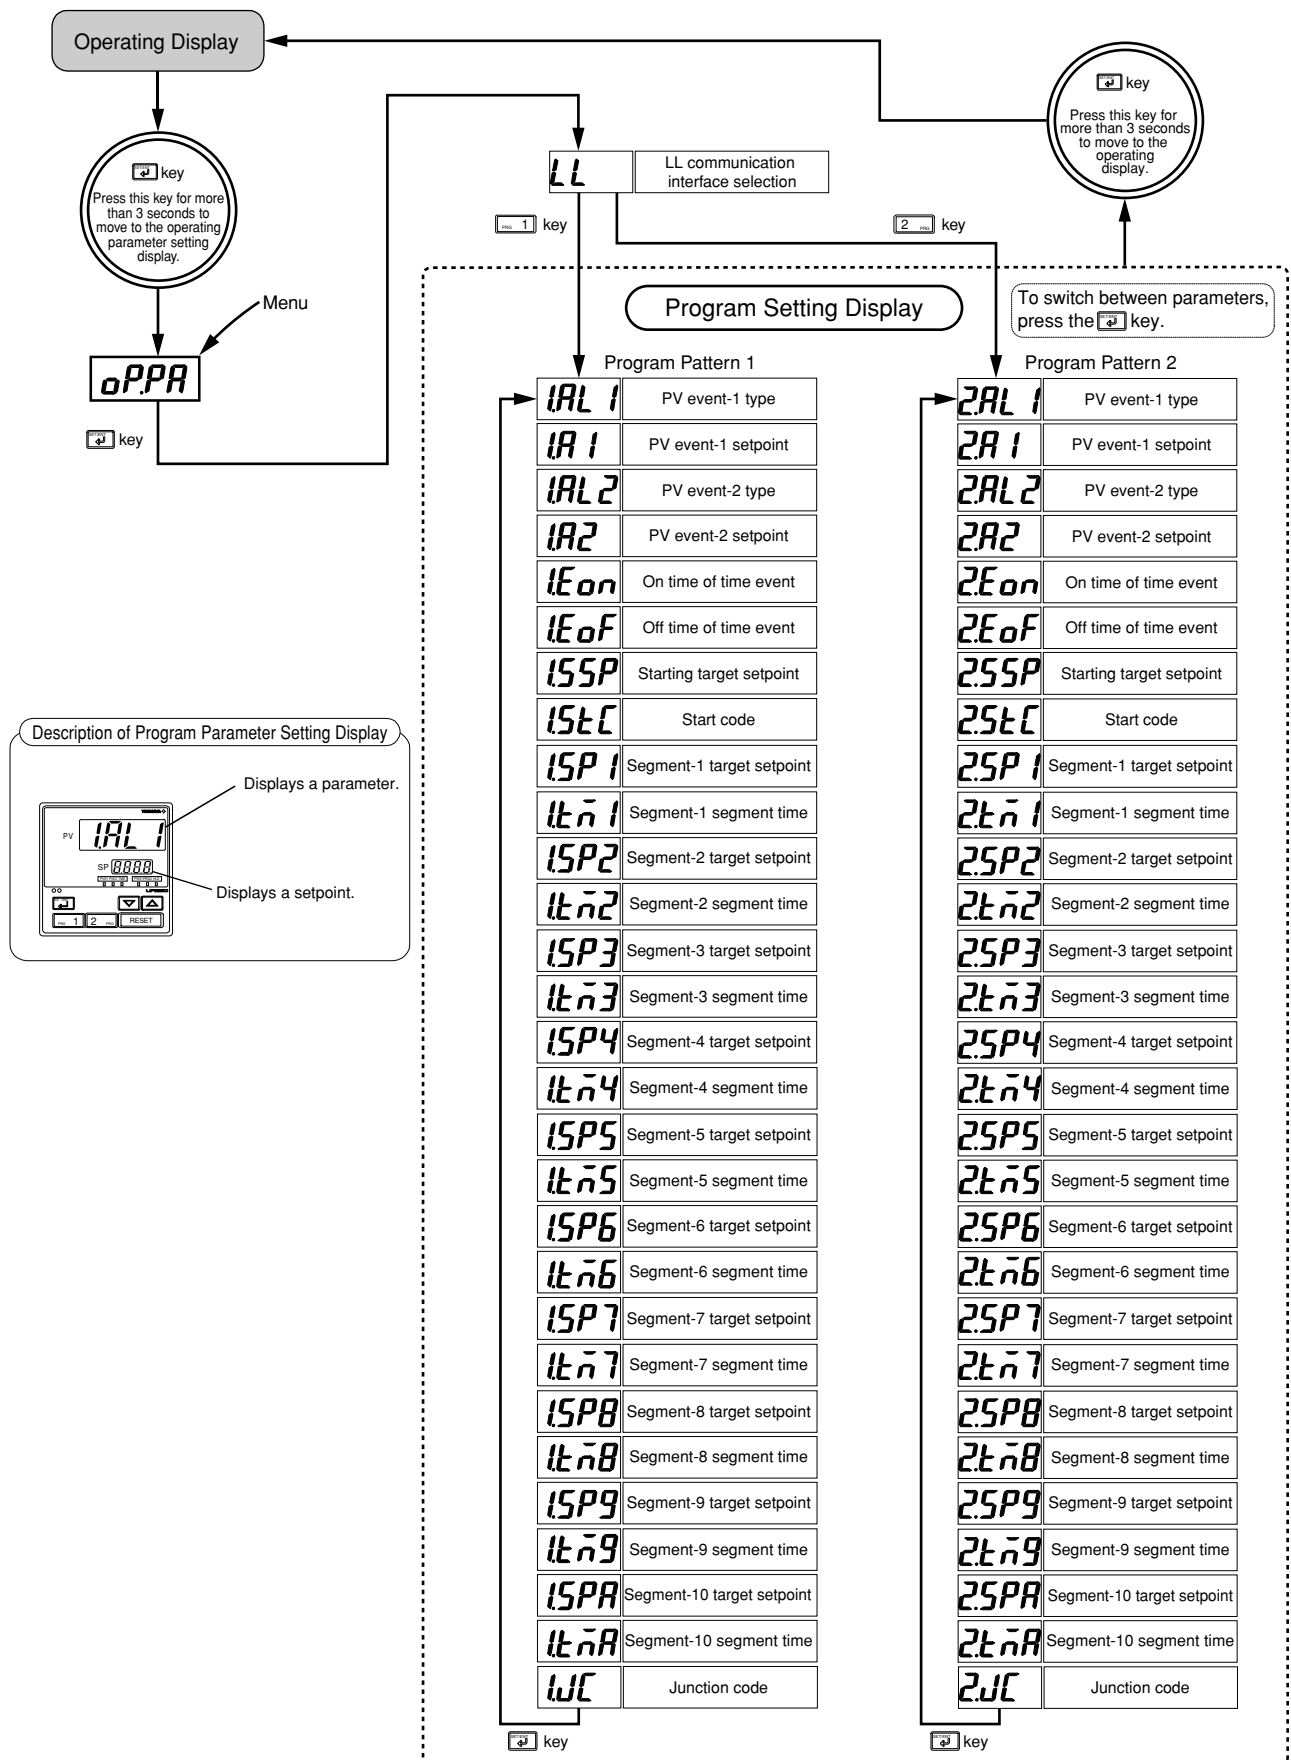 Operating Display
key
Press this key for more
than 3 seconds to
move to the operating
parameter setting
display.
Menu
oP.PA
key
LL
LL communication
interface selection
PRG 1 key
2 PRG key
key
Press this key for
more than 3 seconds
to move to the
operating
display.
To switch between parameters,
press the key.
Program Setting Display
Program Pattern 1
1.AL1 PV event-1 type
1.A1 PV event-1 setpoint
1.AL2 PV event-2 type
1.A2 PV event-2 setpoint
1.Eon On time of time event
1.EoF Off time of time event
1.SSP Starting target setpoint
1.StC Start code
1.SP1 Segment-1 target setpoint
1.tm1 Segment-1 segment time
1.SP2 Segment-2 target setpoint
1.tm2 Segment-2 segment time
1.SP3 Segment-3 target setpoint
1.tm3 Segment-3 segment time
1.SP4 Segment-4 target setpoint
1.tm4 Segment-4 segment time
1.SP5 Segment-5 target setpoint
1.tm5 Segment-5 segment time
1.SP6 Segment-6 target setpoint
1.tm6 Segment-6 segment time
1.SP7 Segment-7 target setpoint
1.tm7 Segment-7 segment time
1.SP8 Segment-8 target setpoint
1.tm8 Segment-8 segment time
1.SP9 Segment-9 target setpoint
1.tm9 Segment-9 segment time
1.SPA Segment-10 target setpoint
1.tmA Segment-10 segment time
1.JC Junction code
key
Program Pattern 2
2.AL1 PV event-1 type
2.A1 PV event-1 setpoint
2.AL2 PV event-2 type
2.A2 PV event-2 setpoint
2.Eon On time of time event
2.EoF Off time of time event
2.SSP Starting target setpoint
2.StC Start code
2.SP1 Segment-1 target setpoint
2.tm1 Segment-1 segment time
2.SP2 Segment-2 target setpoint
2.tm2 Segment-2 segment time
2.SP3 Segment-3 target setpoint
2.tm3 Segment-3 segment time
2.SP4 Segment-4 target setpoint
2.tm4 Segment-4 segment time
2.SP5 Segment-5 target setpoint
2.tm5 Segment-5 segment time
2.SP6 Segment-6 target setpoint
2.tm6 Segment-6 segment time
2.SP7 Segment-7 target setpoint
2.tm7 Segment-7 segment time
2.SP8 Segment-8 target setpoint
2.tm8 Segment-8 segment time
2.SP9 Segment-9 target setpoint
2.tm9 Segment-9 segment time
2.SPA Segment-10 target setpoint
2.tmA Segment-10 segment time
2.JC Junction code
key
Description of Program Parameter Setting Display
Displays a parameter.
PV 1.AL1
SP 8888
Displays a setpoint.
PRG 1 2 PRG RESET